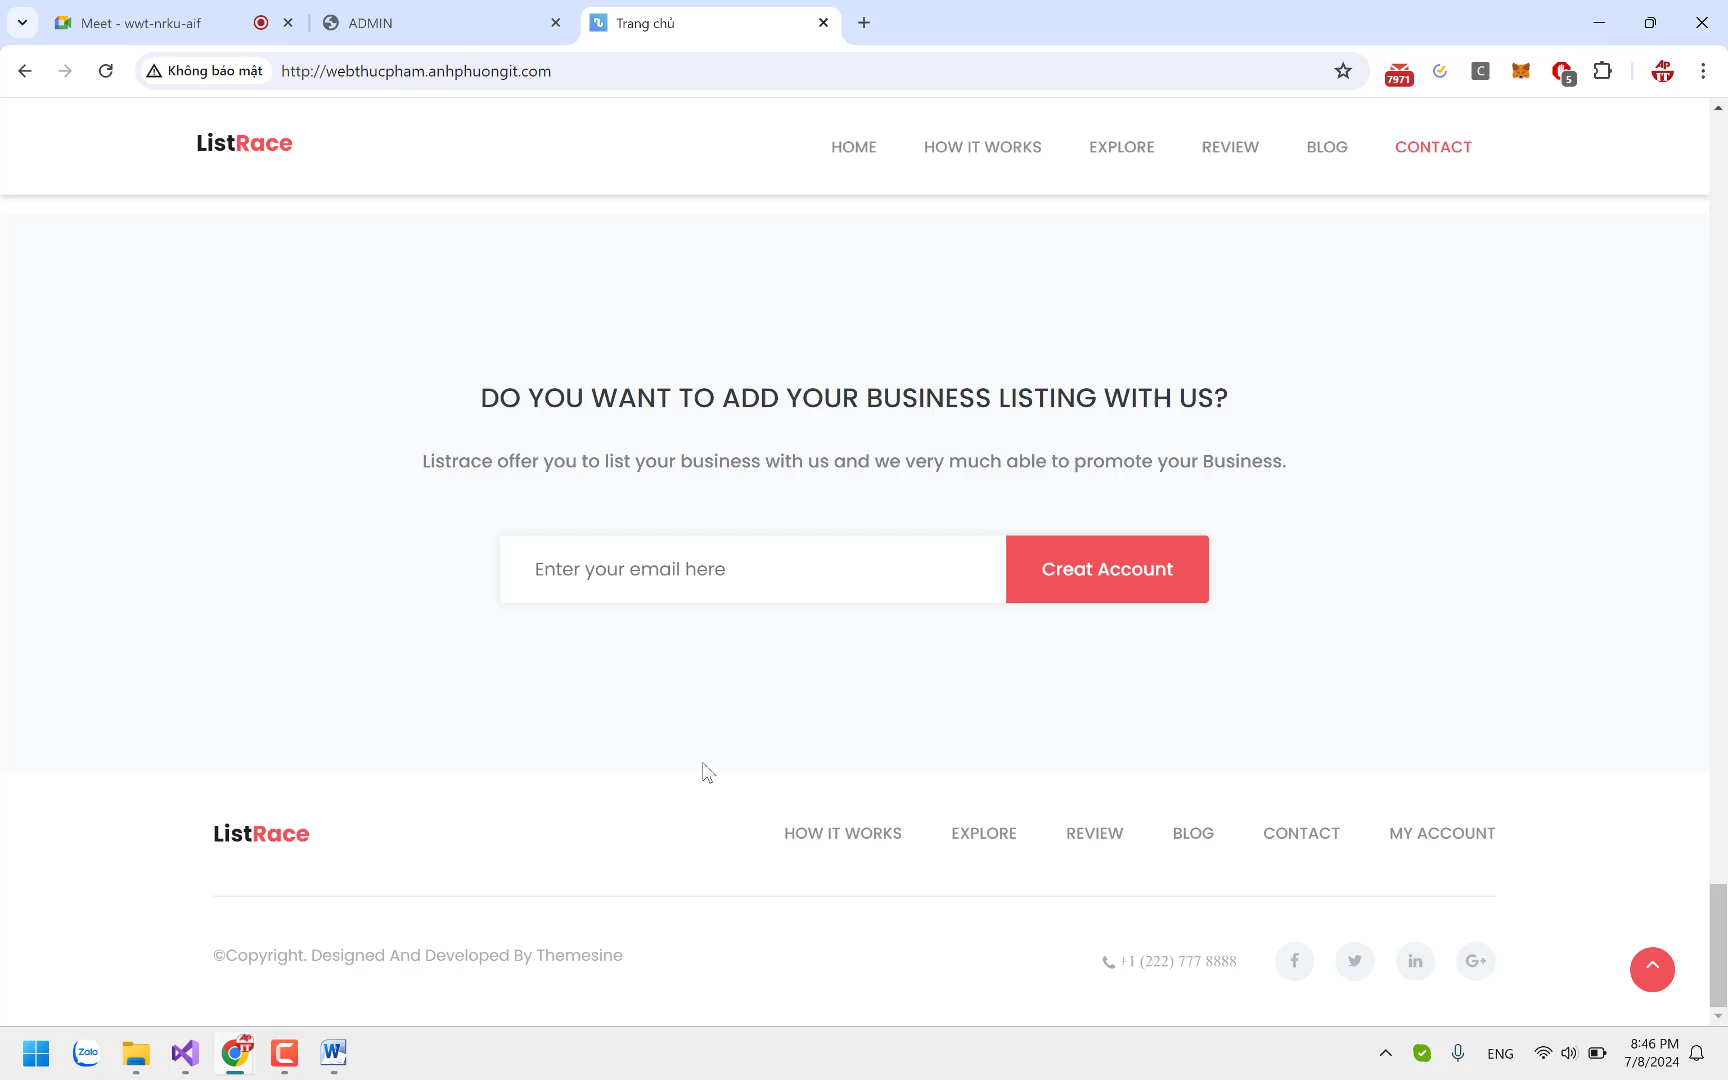 Meet - wwt-nrku-aif
ADMIN
Trang chủ
Không bảo mật
http://webthucpham.anhphuongit.com
7971
C
5
AP
IT
ListRace
HOME
HOW IT WORKS
EXPLORE
REVIEW
BLOG
CONTACT
DO YOU WANT TO ADD YOUR BUSINESS LISTING WITH US?
Listrace offer you to list your business with us and we very much able to promote your Business.
Enter your email here
Creat Account
ListRace
HOW IT WORKS
EXPLORE
REVIEW
BLOG
CONTACT
MY ACCOUNT
©Copyright. Designed And Developed By Themesine
+1 (222) 777 8888
Zalo
ENG
8:46 PM
7/8/2024